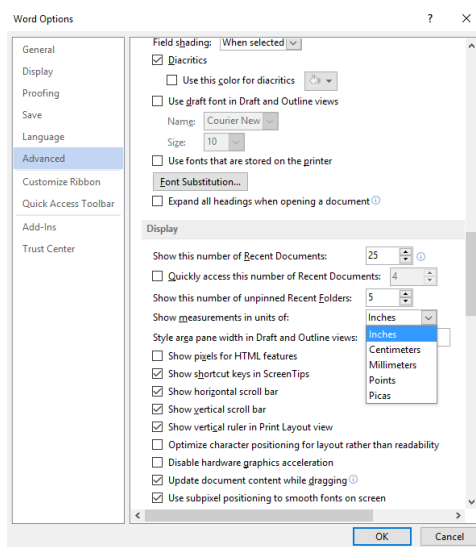 Word Options ? ×
General
Display
Proofing
Save
Language
Advanced
Customize Ribbon
Quick Access Toolbar
Add-Ins
Trust Center
Field shading: When selected
Diacritics
Use this color for diacritics
Use draft font in Draft and Outline views
Name: Courier New
Size: 10
Use fonts that are stored on the printer
Font Substitution...
Expand all headings when opening a document
Display
Show this number of Recent Documents: 25
Quickly access this number of Recent Documents: 4
Show this number of unpinned Recent Folders: 5
Show measurements in units of: Inches
Inches
Centimeters
Millimeters
Points
Picas
Style area pane width in Draft and Outline views:
Show pixels for HTML features
Show shortcut keys in ScreenTips
Show horizontal scroll bar
Show vertical scroll bar
Show vertical ruler in Print Layout view
Optimize character positioning for layout rather than readability
Disable hardware graphics acceleration
Update document content while dragging
Use subpixel positioning to smooth fonts on screen
OK Cancel